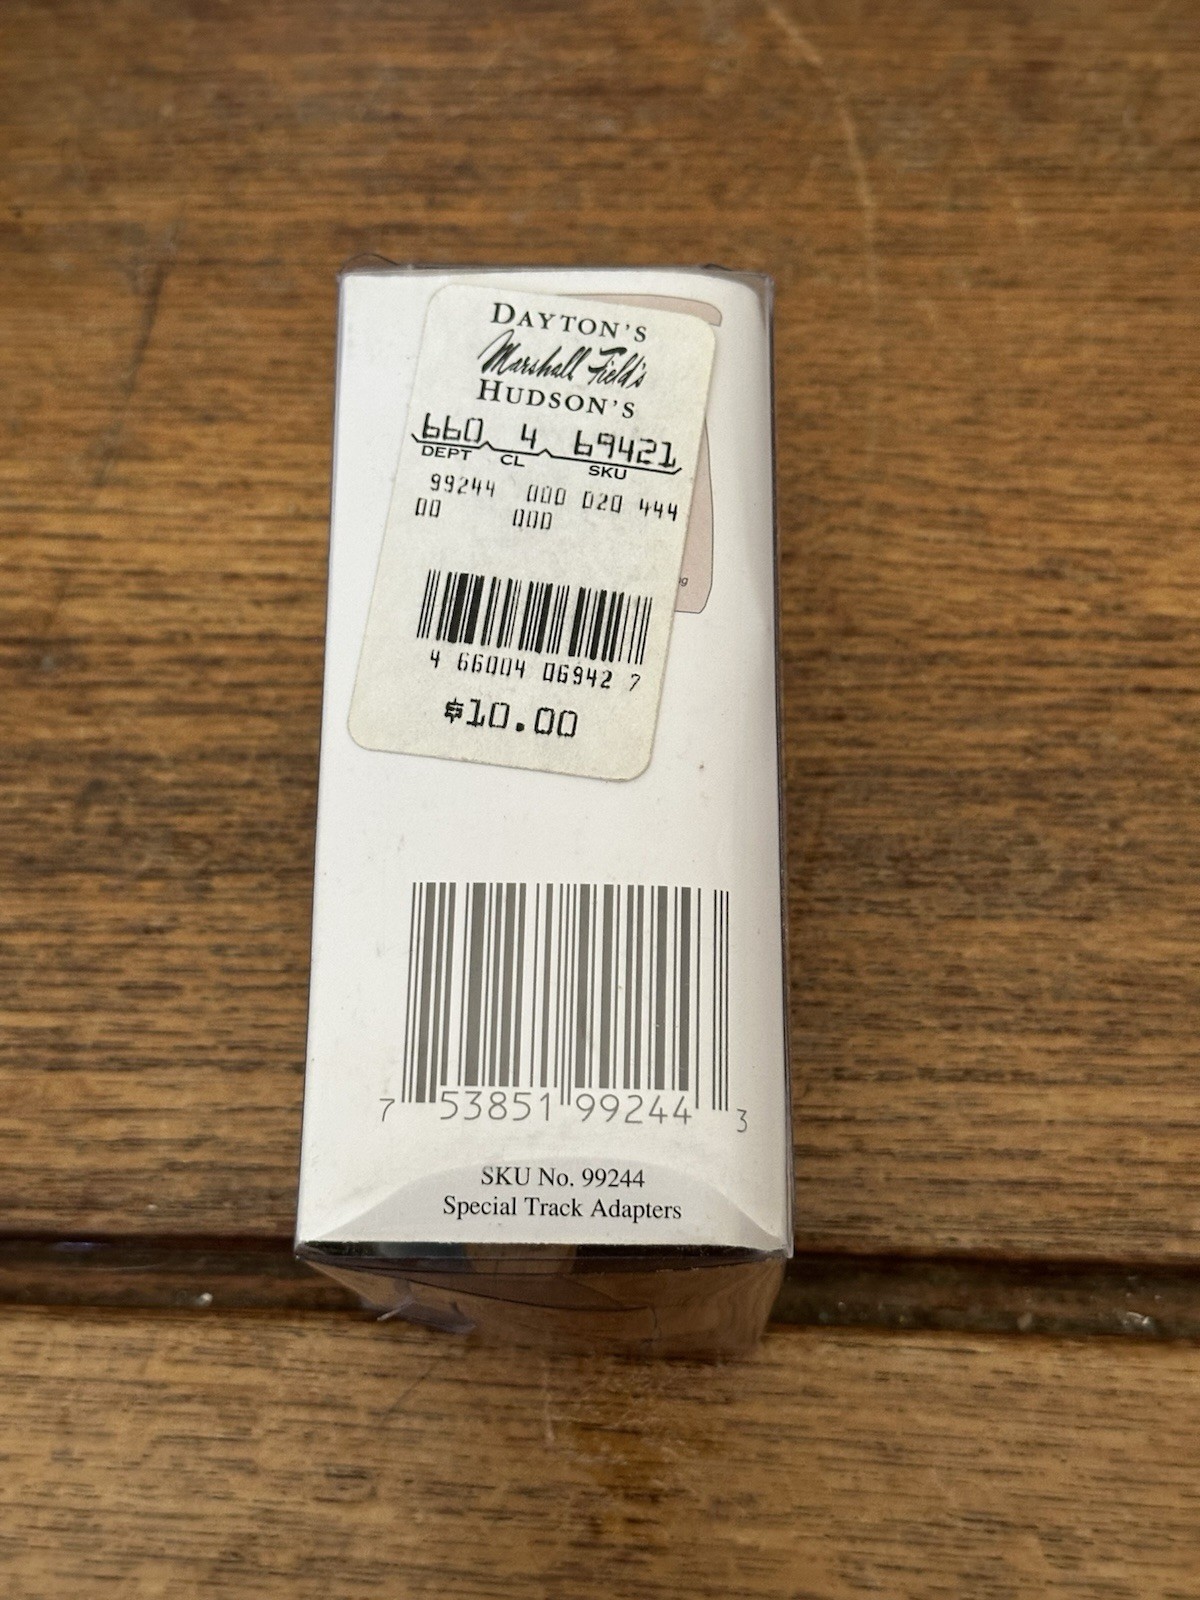 DAYTON'S
Marshall Field's
HUDSON'S
660 4 69421
DEPT CL SKU
99244 000 020 444
00 000
4 66004 06942 7
$10.00
7 53851 99244 3
SKU No. 99244
Special Track Adapters